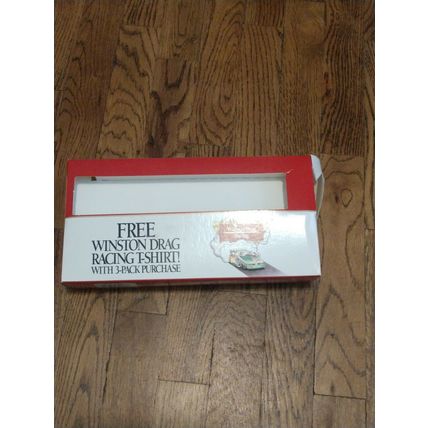 FREE
WINSTON DRAG
RACING T-SHIRT!
WITH 3-PACK PURCHASE